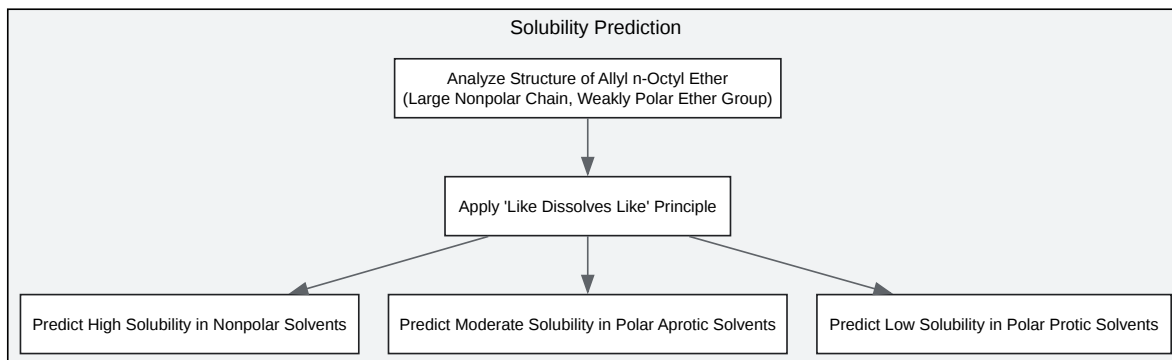 Solubility Prediction
Analyze Structure of Allyl n-Octyl Ether
(Large Nonpolar Chain, Weakly Polar Ether Group)
Apply 'Like Dissolves Like' Principle
Predict High Solubility in Nonpolar Solvents
Predict Moderate Solubility in Polar Aprotic Solvents
Predict Low Solubility in Polar Protic Solvents